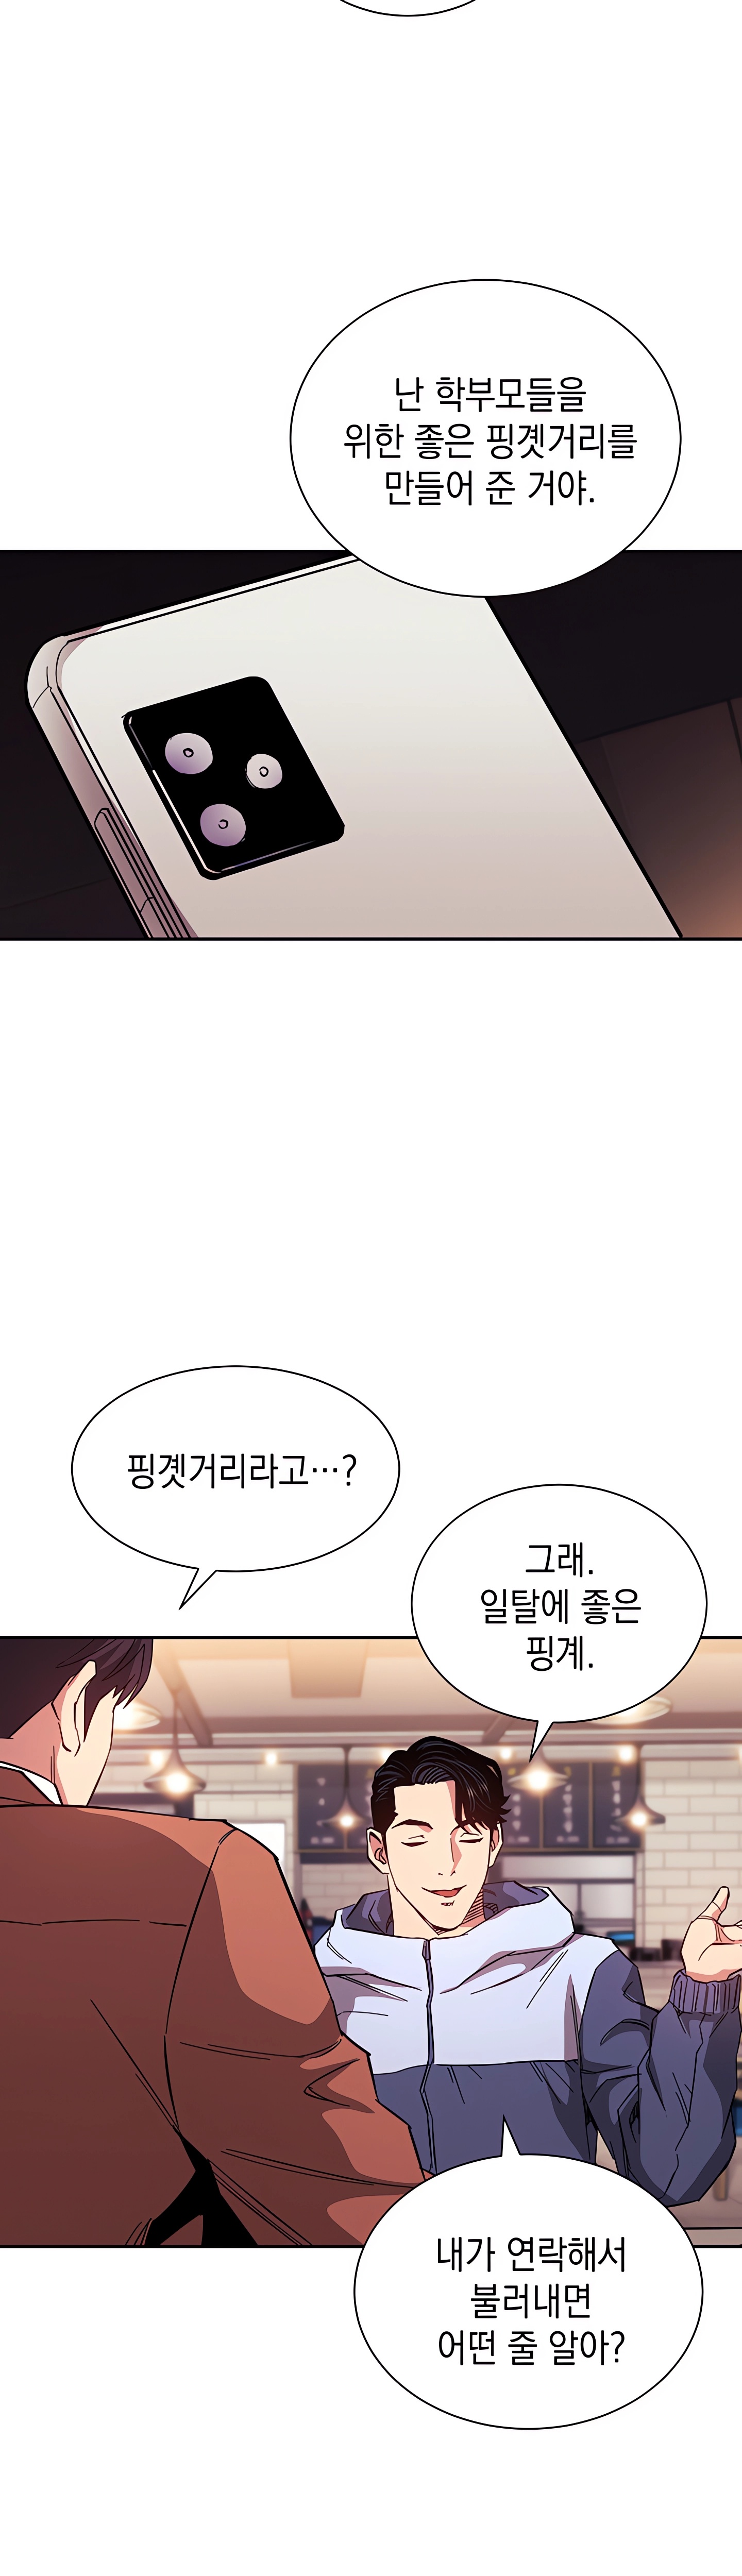 난 학부모들을
위한 좋은 핑곗거리를
만들어 준 거야.
핑곗거리라고…?
그래.
일탈에 좋은
핑계.
내가 연락해서
불러내면
어떤 줄 알아?